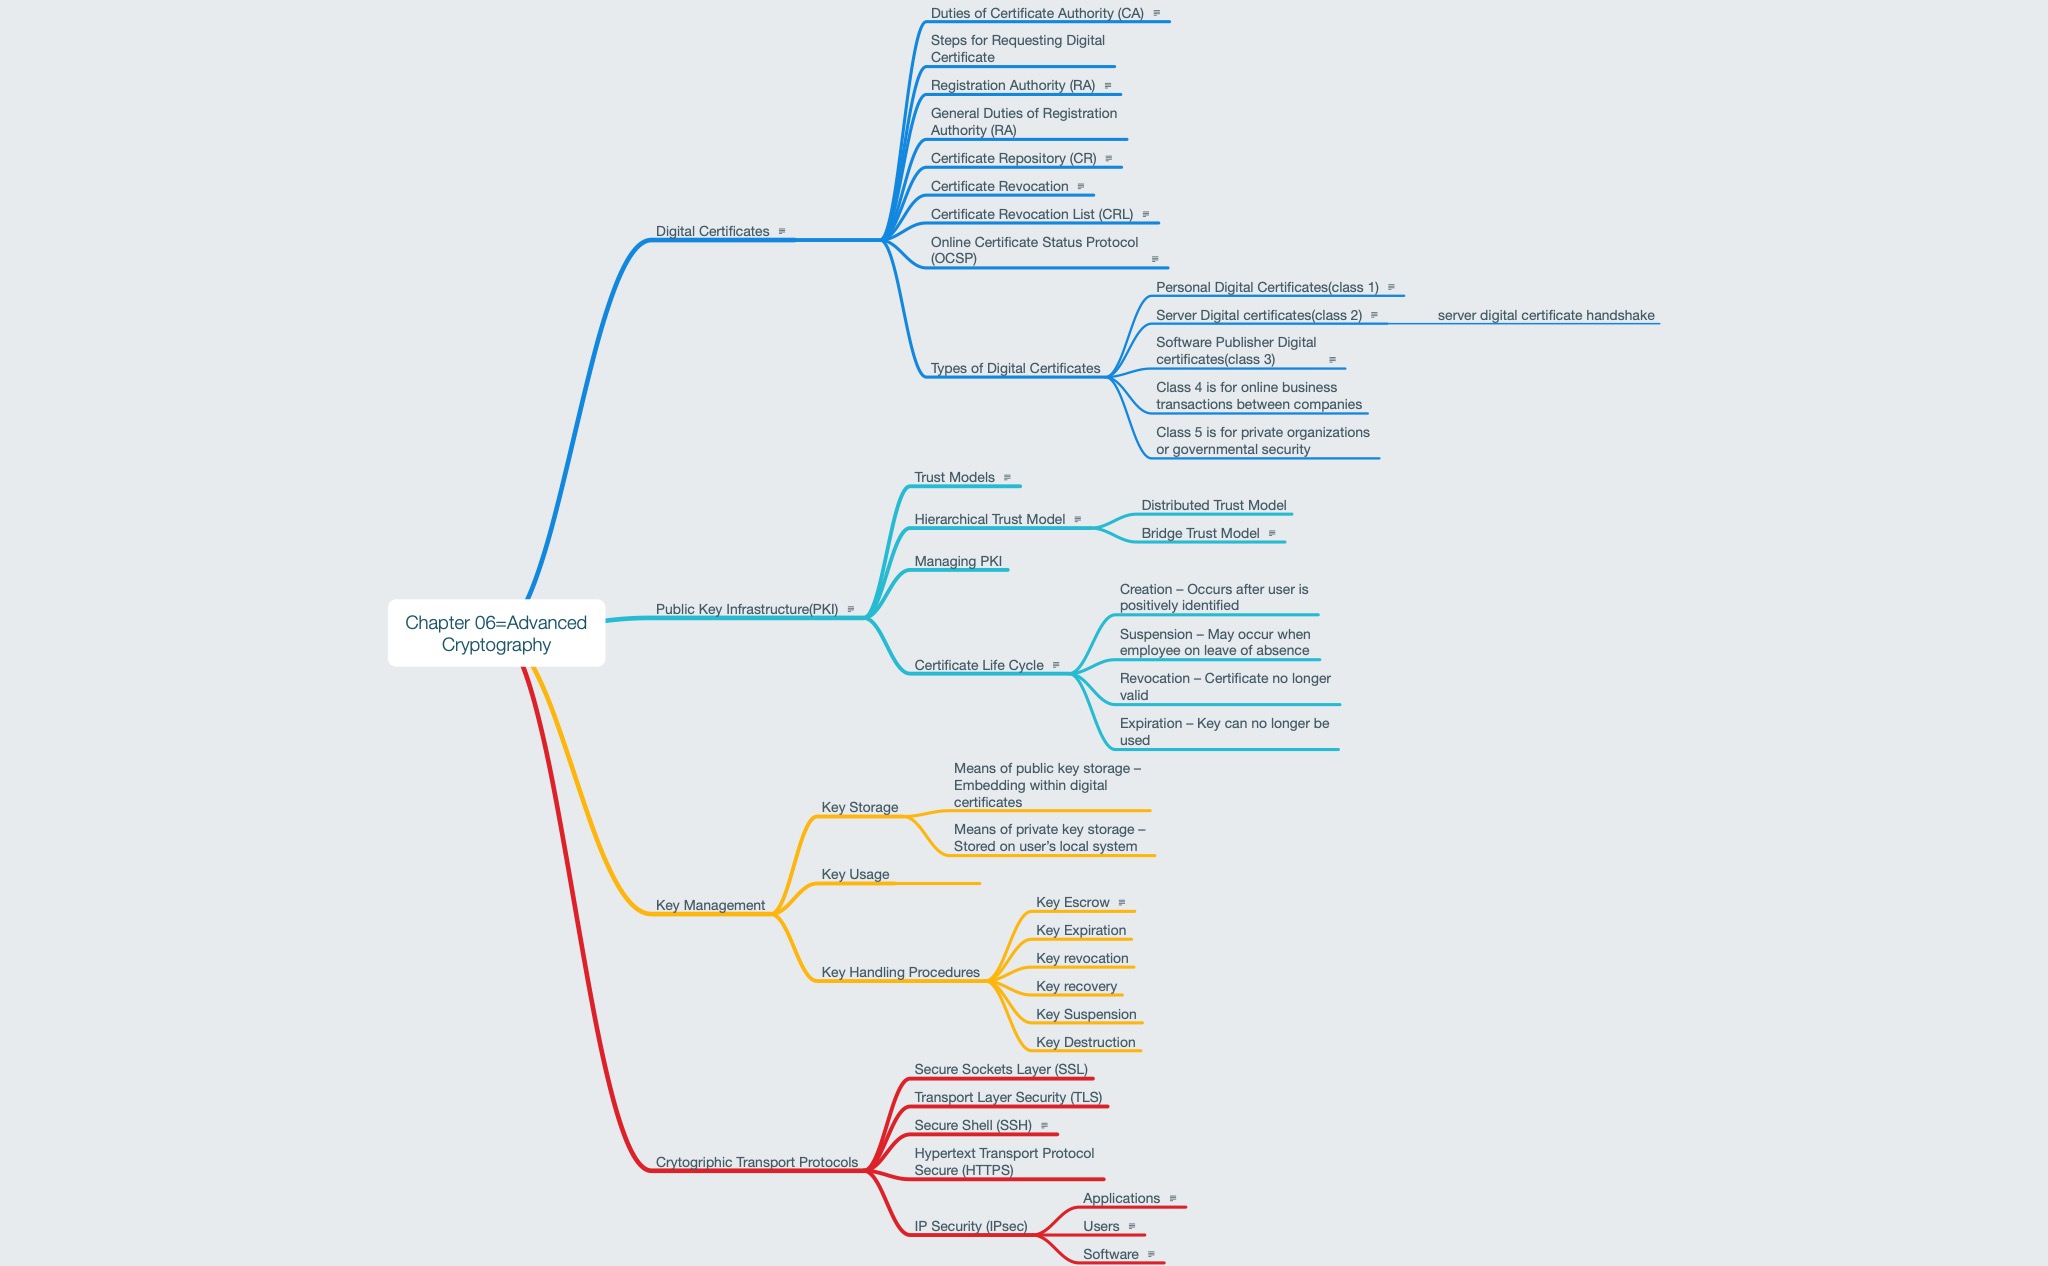 Duties of Certificate Authority (CA)
Steps for Requesting Digital
Certificate
Registration Authority (RA)
General Duties of Registration
Authority (RA)
Certificate Repository (CR)
Certificate Revocation
Certificate Revocation List (CRL)
Digital Certificates
Online Certificate Status Protocol
(OCSP)
Personal Digital Certificates(class 1)
Server Digital certificates(class 2)
server digital certificate handshake
Software Publisher Digital
certificates(class 3)
Types of Digital Certificates
Class 4 is for online business
transactions between companies
Class 5 is for private organizations
or governmental security
Trust Models
Hierarchical Trust Model
Distributed Trust Model
Bridge Trust Model
Managing PKI
Public Key Infrastructure(PKI)
Creation – Occurs after user is
positively identified
Suspension – May occur when
employee on leave of absence
Certificate Life Cycle
Revocation – Certificate no longer
valid
Expiration – Key can no longer be
used
Chapter 06=Advanced
Cryptography
Means of public key storage –
Embedding within digital
certificates
Key Storage
Means of private key storage –
Stored on user’s local system
Key Usage
Key Management
Key Escrow
Key Expiration
Key revocation
Key Handling Procedures
Key recovery
Key Suspension
Key Destruction
Secure Sockets Layer (SSL)
Transport Layer Security (TLS)
Secure Shell (SSH)
Crytogriphic Transport Protocols
Hypertext Transport Protocol
Secure (HTTPS)
IP Security (IPsec)
Applications
Users
Software